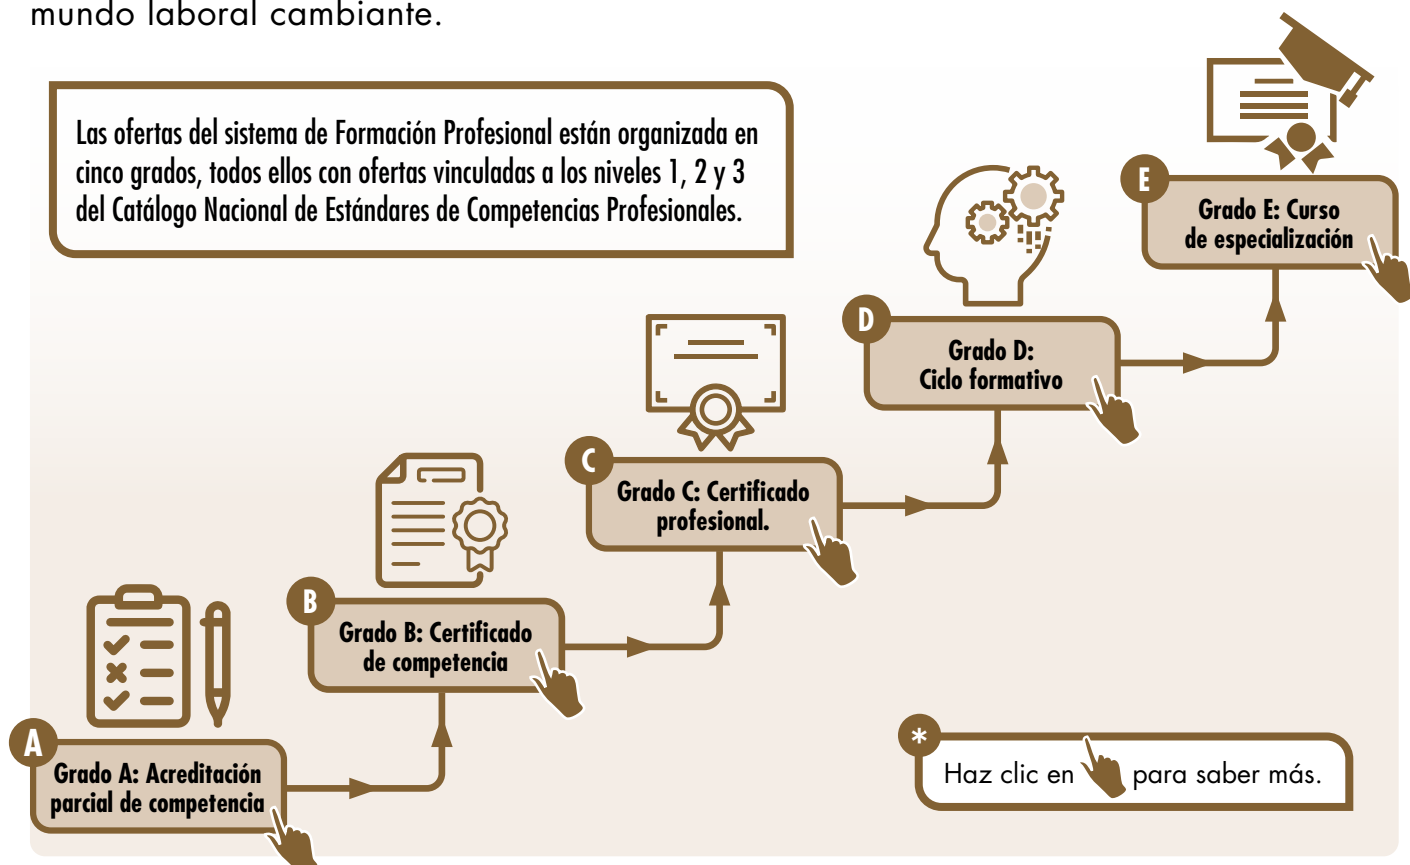 mundo laboral cambiante.
Las ofertas del sistema de Formación Profesional están organizada en
cinco grados, todos ellos con ofertas vinculadas a los niveles 1, 2 y 3
del Catálogo Nacional de Estándares de Competencias Profesionales.
E
Grado E: Curso
de especialización
D
Grado D:
Ciclo formativo
C
Grado C: Certificado
profesional.
B
Grado B: Certificado
de competencia
A
Grado A: Acreditación
parcial de competencia
*
Haz clic en para saber más.